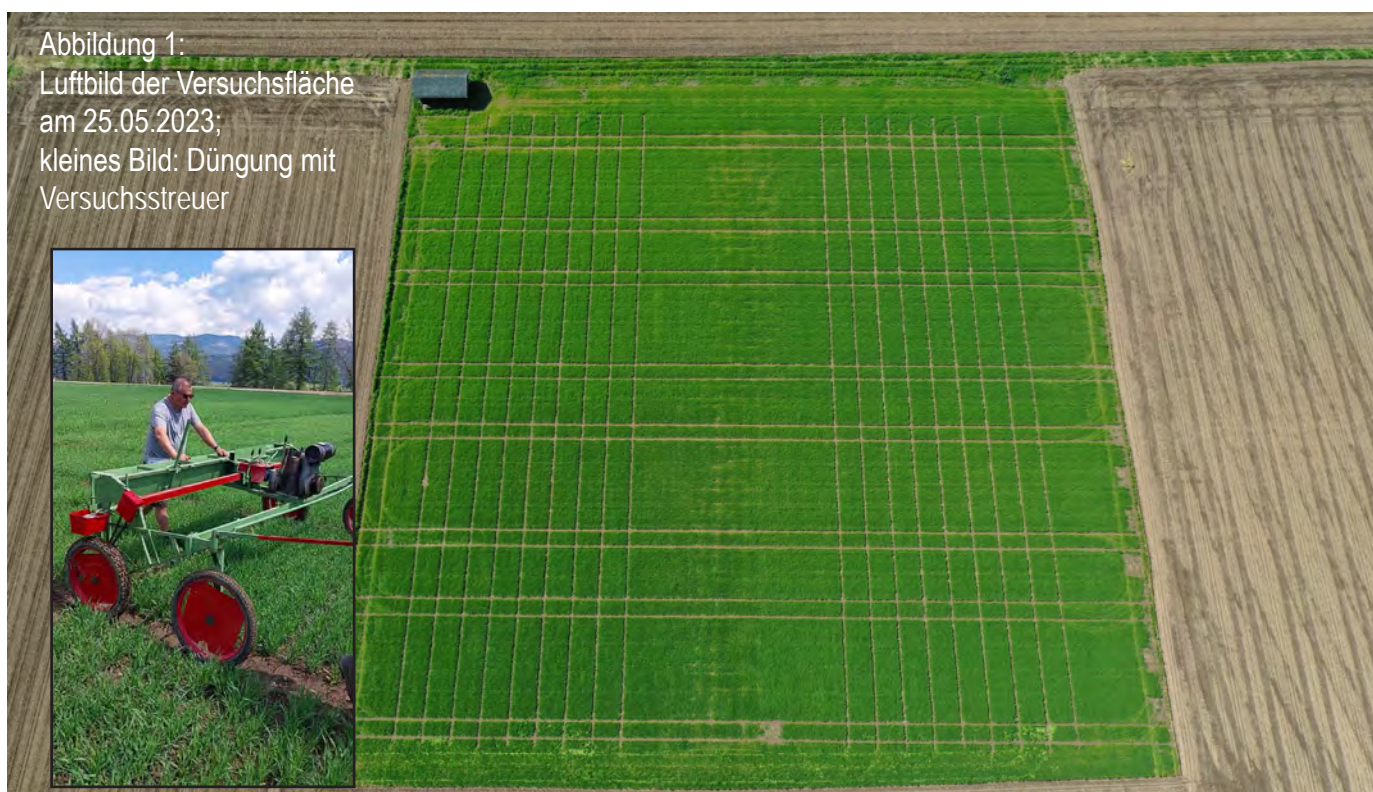 Abbildung 1:
Luftbild der Versuchsfläche
am 25.05.2023;
kleines Bild: Düngung mit
Versuchsstreuer